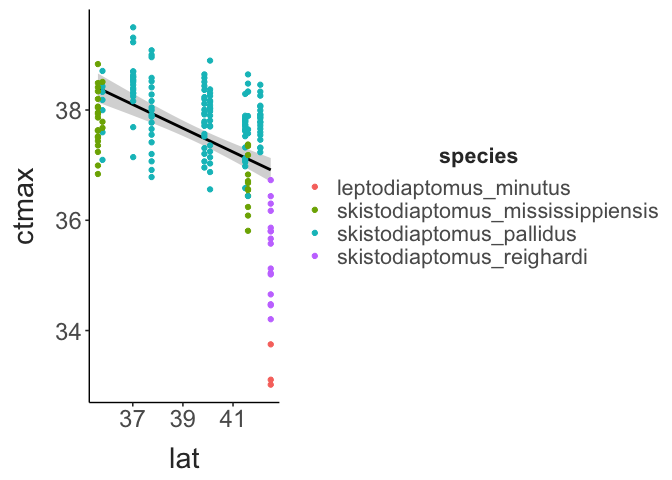 ctmax
38
36
34
37 39 41
lat
species
leptodiaptomus_minutus
skistodiaptomus_mississippiensis
skistodiaptomus_pallidus
skistodiaptomus_reighardi